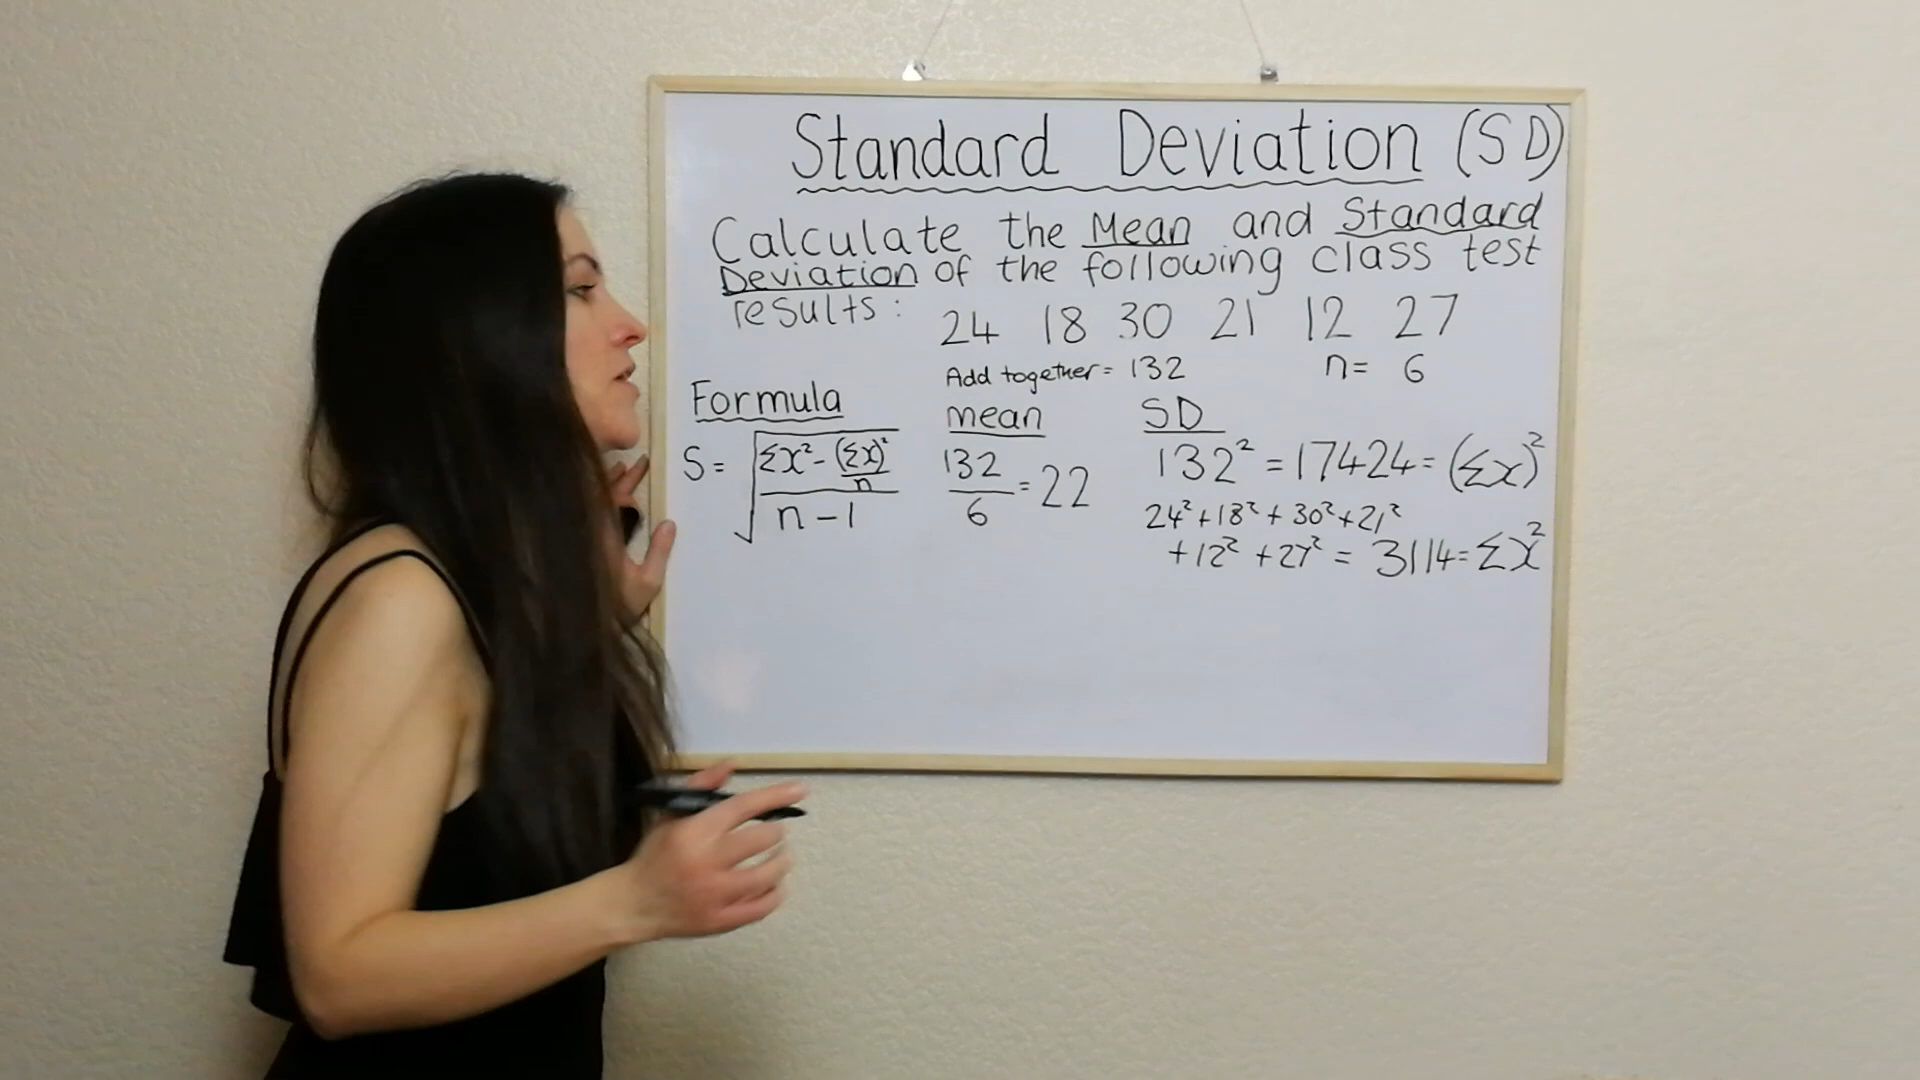 Standard Deviation (SD)
Calculate the Mean and Standard
Deviation of the following class test
results:
24 18 30 21 12 27
Add together = 132 n= 6
Formula
S = √((Σx² - (Σx)²/n)/(n - 1))
mean
132/6 = 22
SD
132² = 17424 = (Σx)²
24² + 18² + 30² + 21²
+ 12² + 27² = 3114 = Σx²